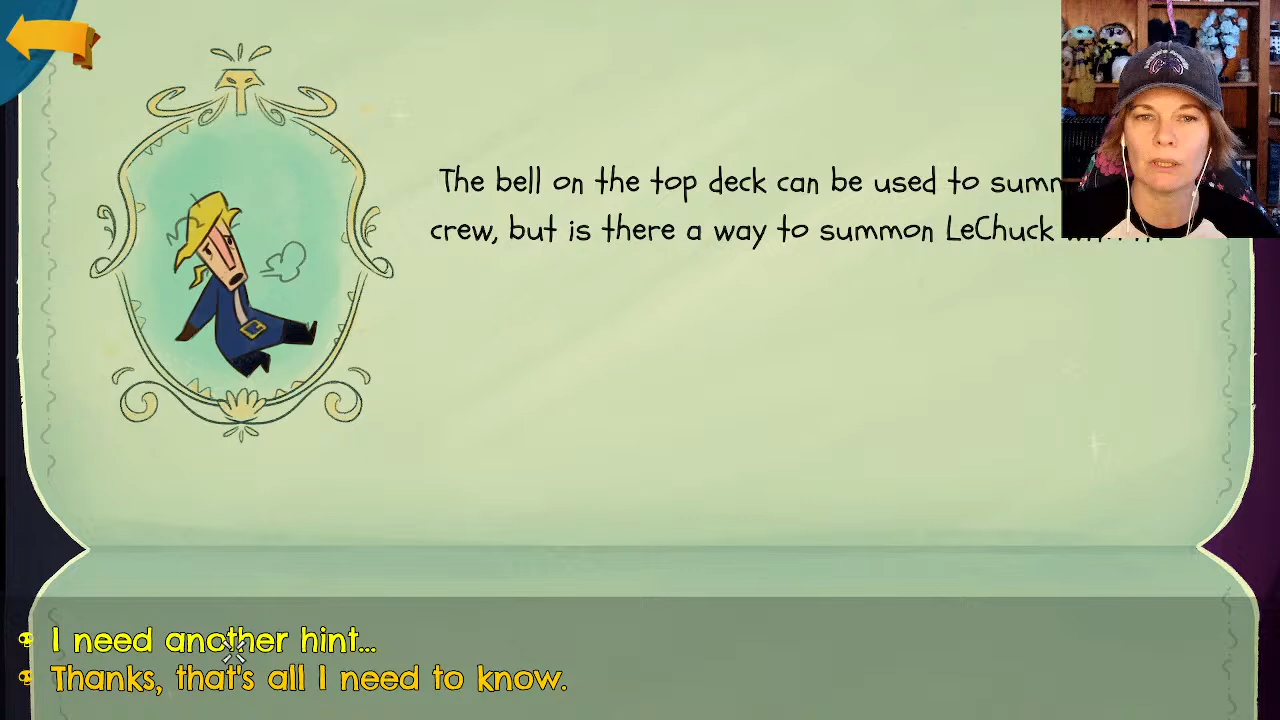 The bell on the top deck can be used to
crew, but is there a way to summon LeChuck
I need another hint...
Thanks, that's all I need to know.